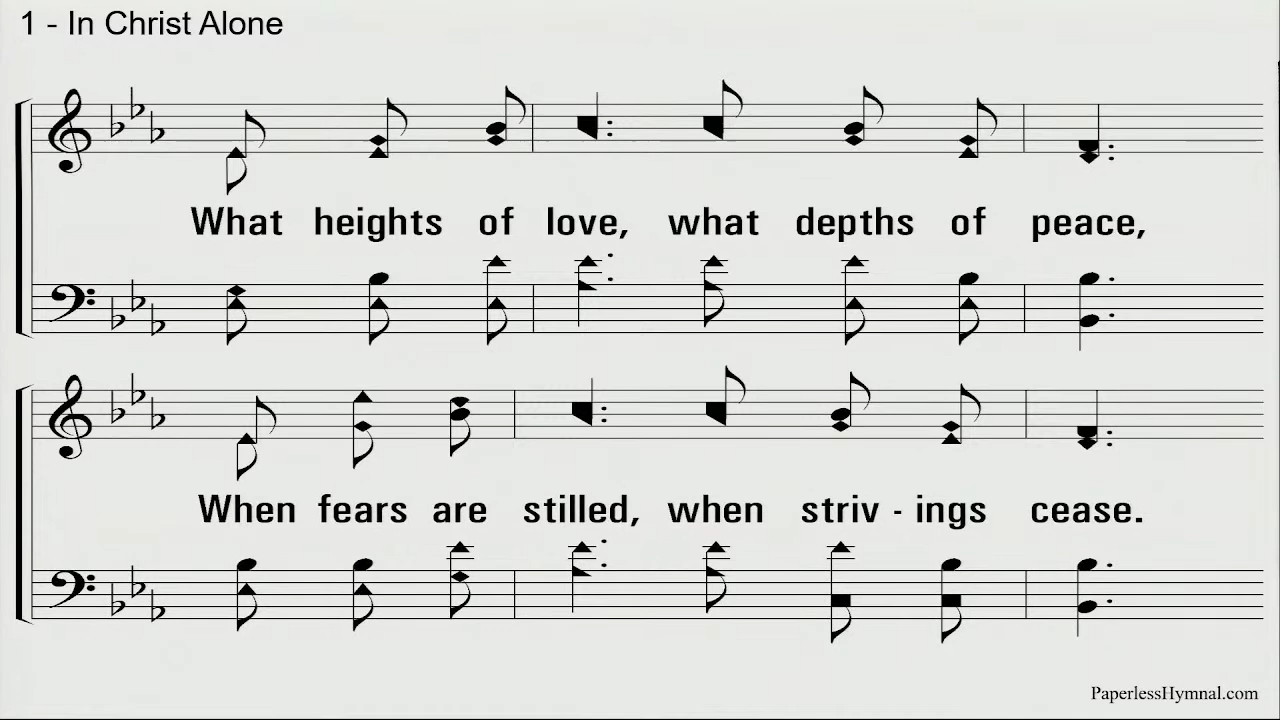 1 - In Christ Alone
What heights of love, what depths of peace,
When fears are stilled, when striv - ings cease.
PaperlessHymnal.com